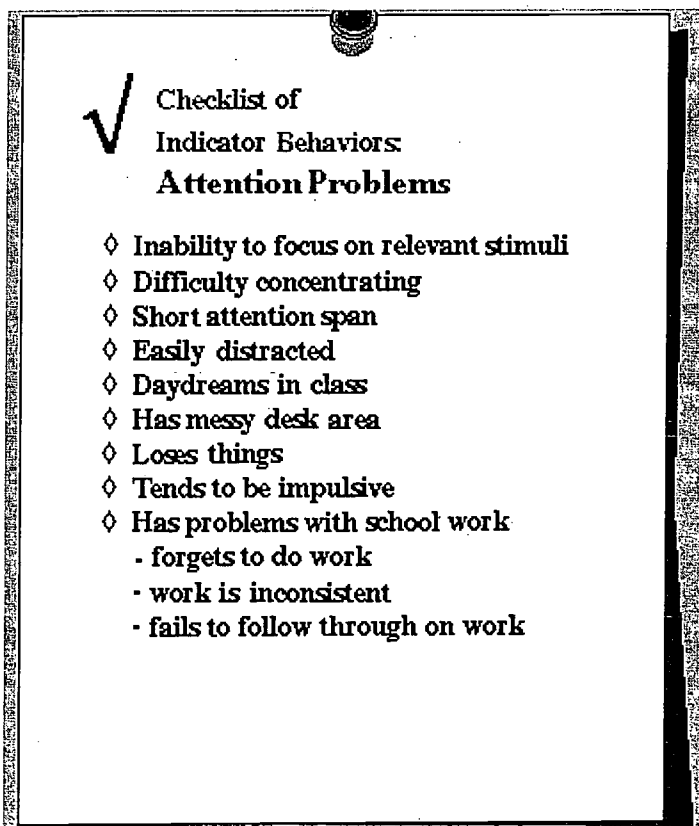 √ Checklist of
Indicator Behaviors:
Attention Problems
◊ Inability to focus on relevant stimuli
◊ Difficulty concentrating
◊ Short attention span
◊ Easily distracted
◊ Daydreams in class
◊ Has messy desk area
◊ Loses things
◊ Tends to be impulsive
◊ Has problems with school work
- forgets to do work
- work is inconsistent
- fails to follow through on work